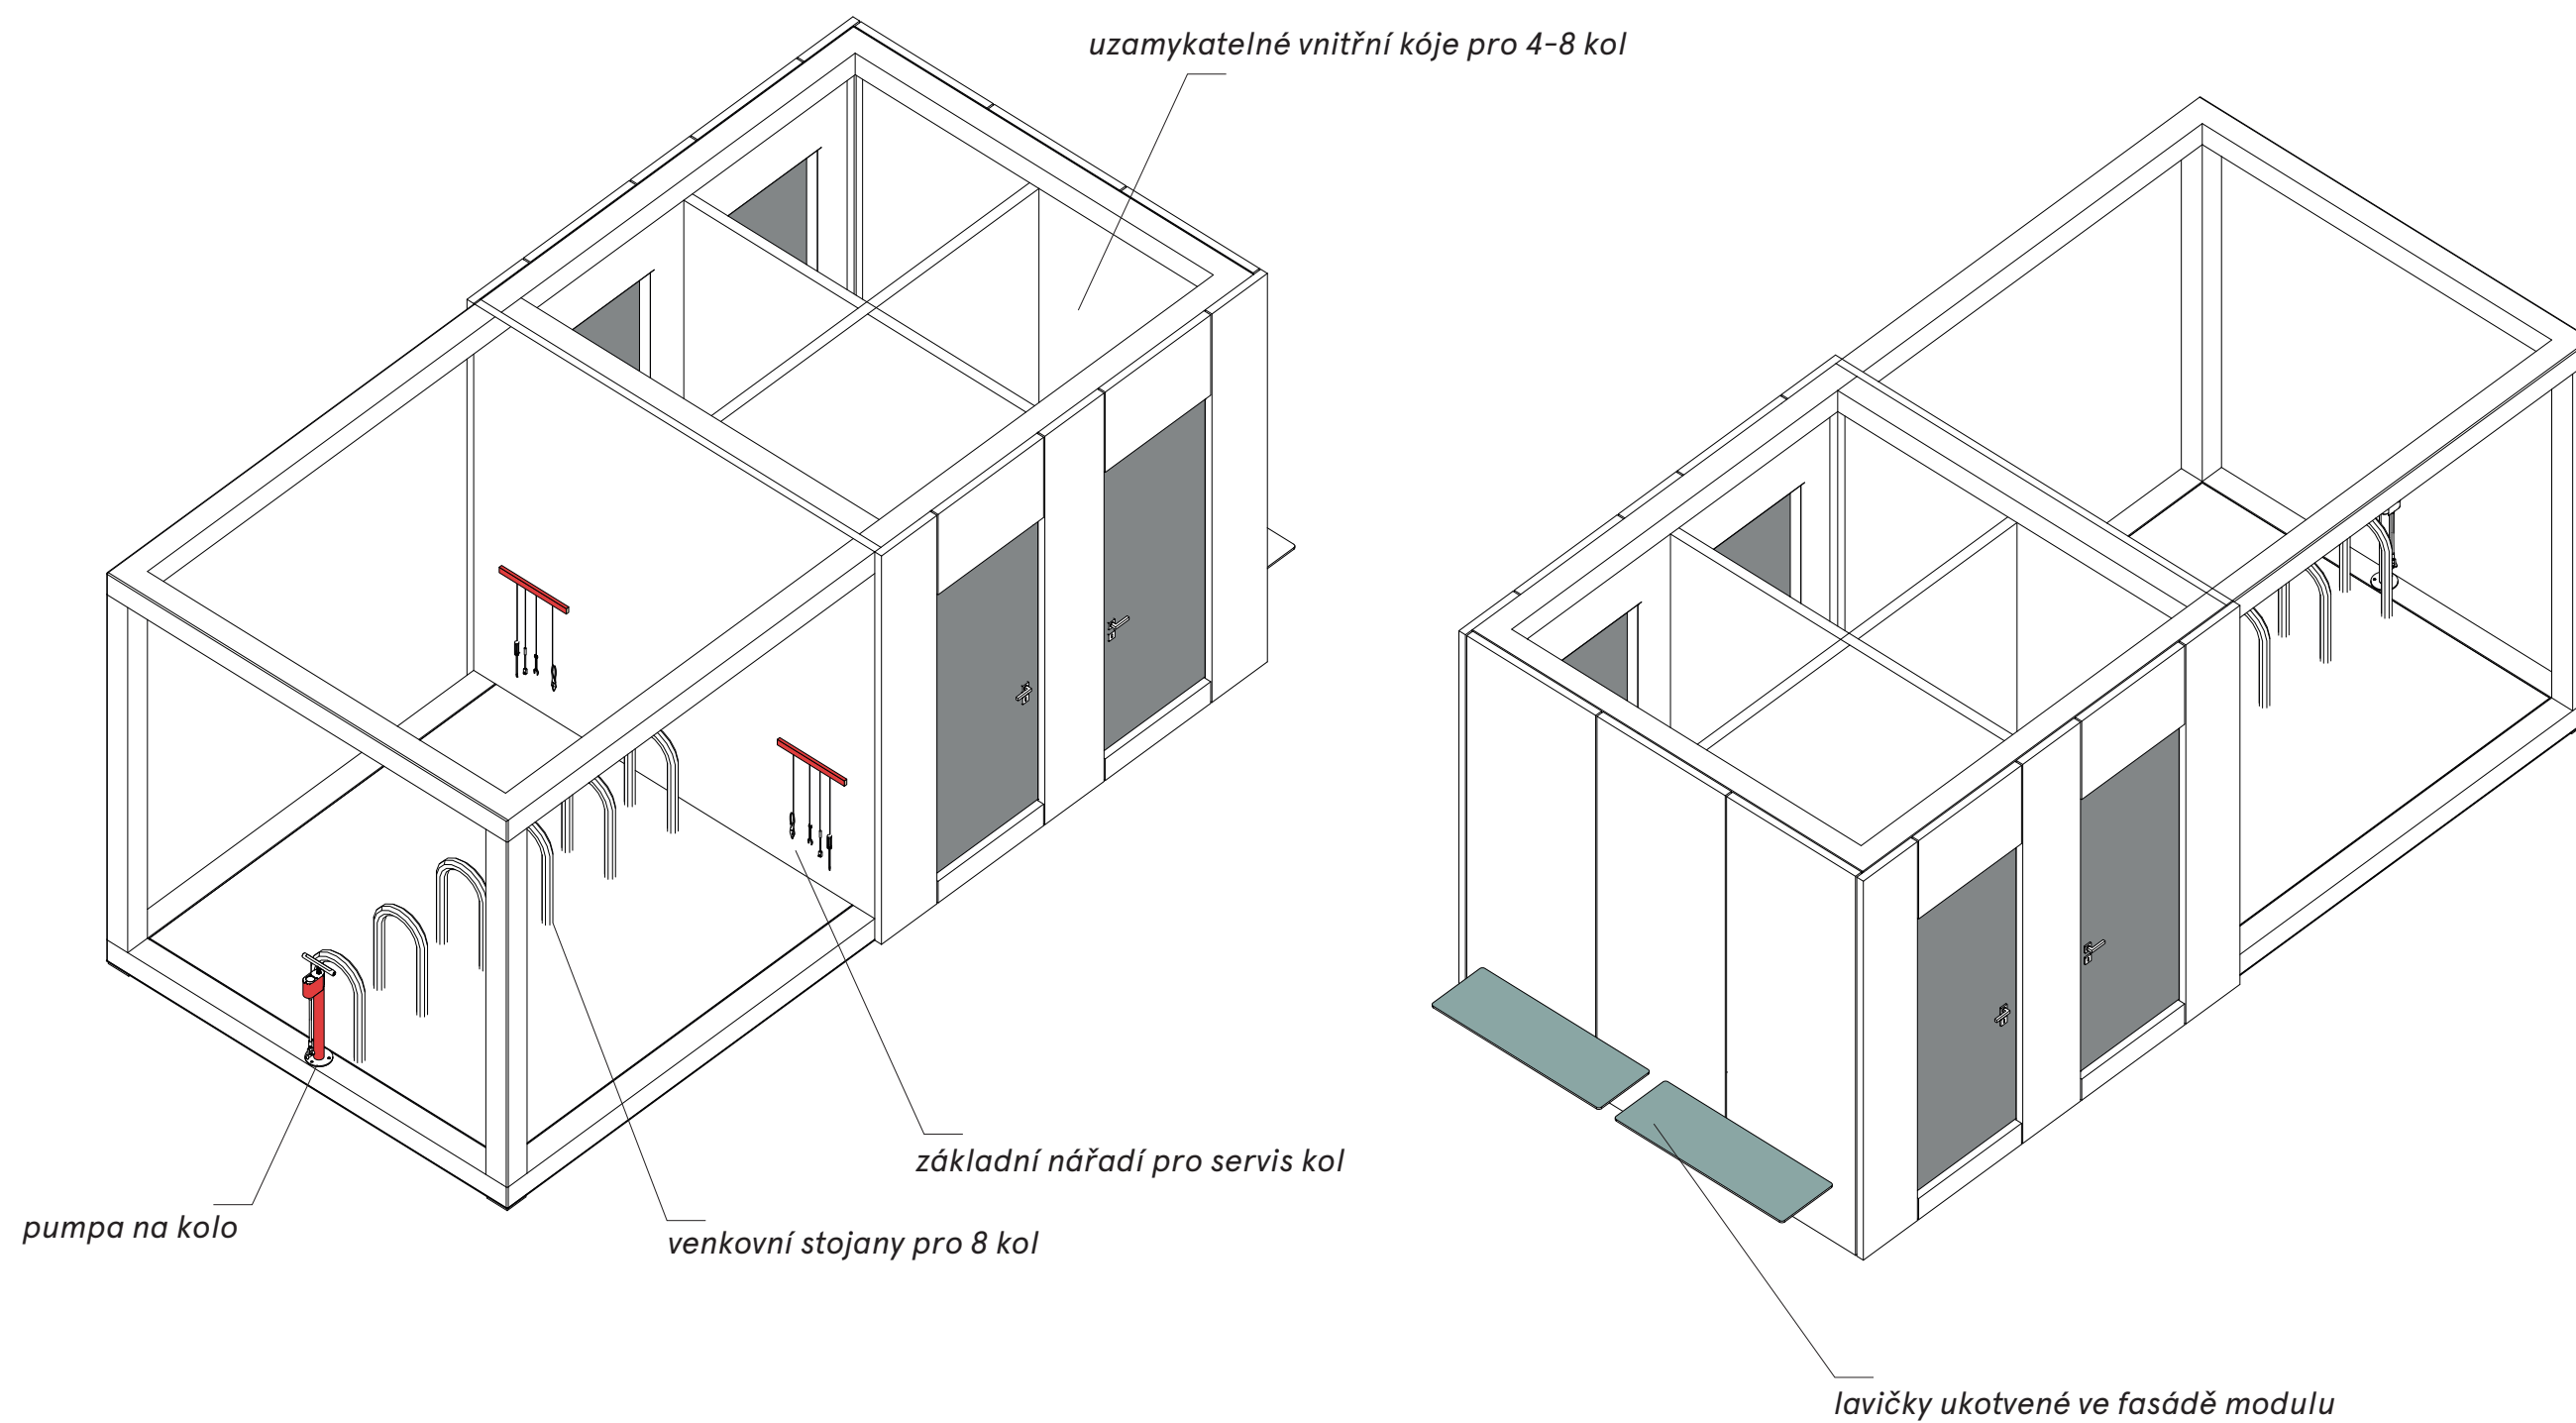 uzamykatelné vnitřní kóje pro 4-8 kol
základní nářadí pro servis kol
pumpa na kolo
venkovní stojany pro 8 kol
lavičky ukotvené ve fasádě modulu